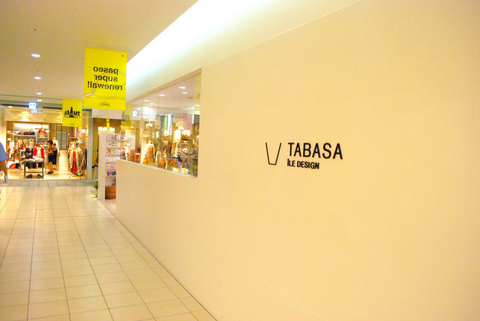 paseo
super
renewal!
TABASA
ÎLE DESIGN